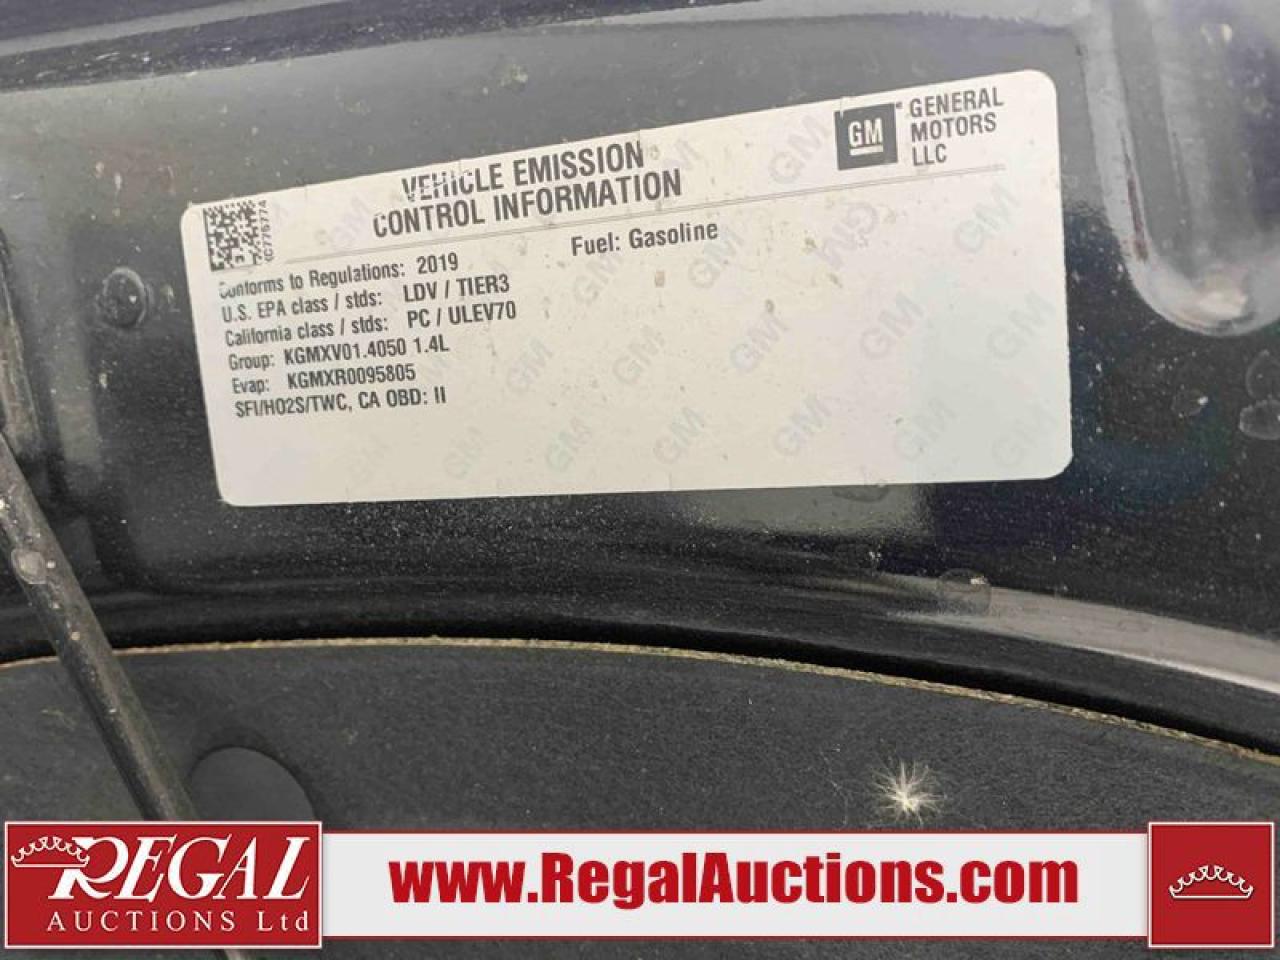 VEHICLE EMISSION
CONTROL INFORMATION
GM
GENERAL
MOTORS
LLC
Conforms to Regulations: 2019
Fuel: Gasoline
U.S. EPA class / stds: LDV / TIER3
California class / stds: PC / ULEV70
Group: KGMXV01.4050 1.4L
Evap: KGMXR0095805
SFI/HO2S/TWC, CA OBD: II
REGAL
AUCTIONS Ltd
www.RegalAuctions.com